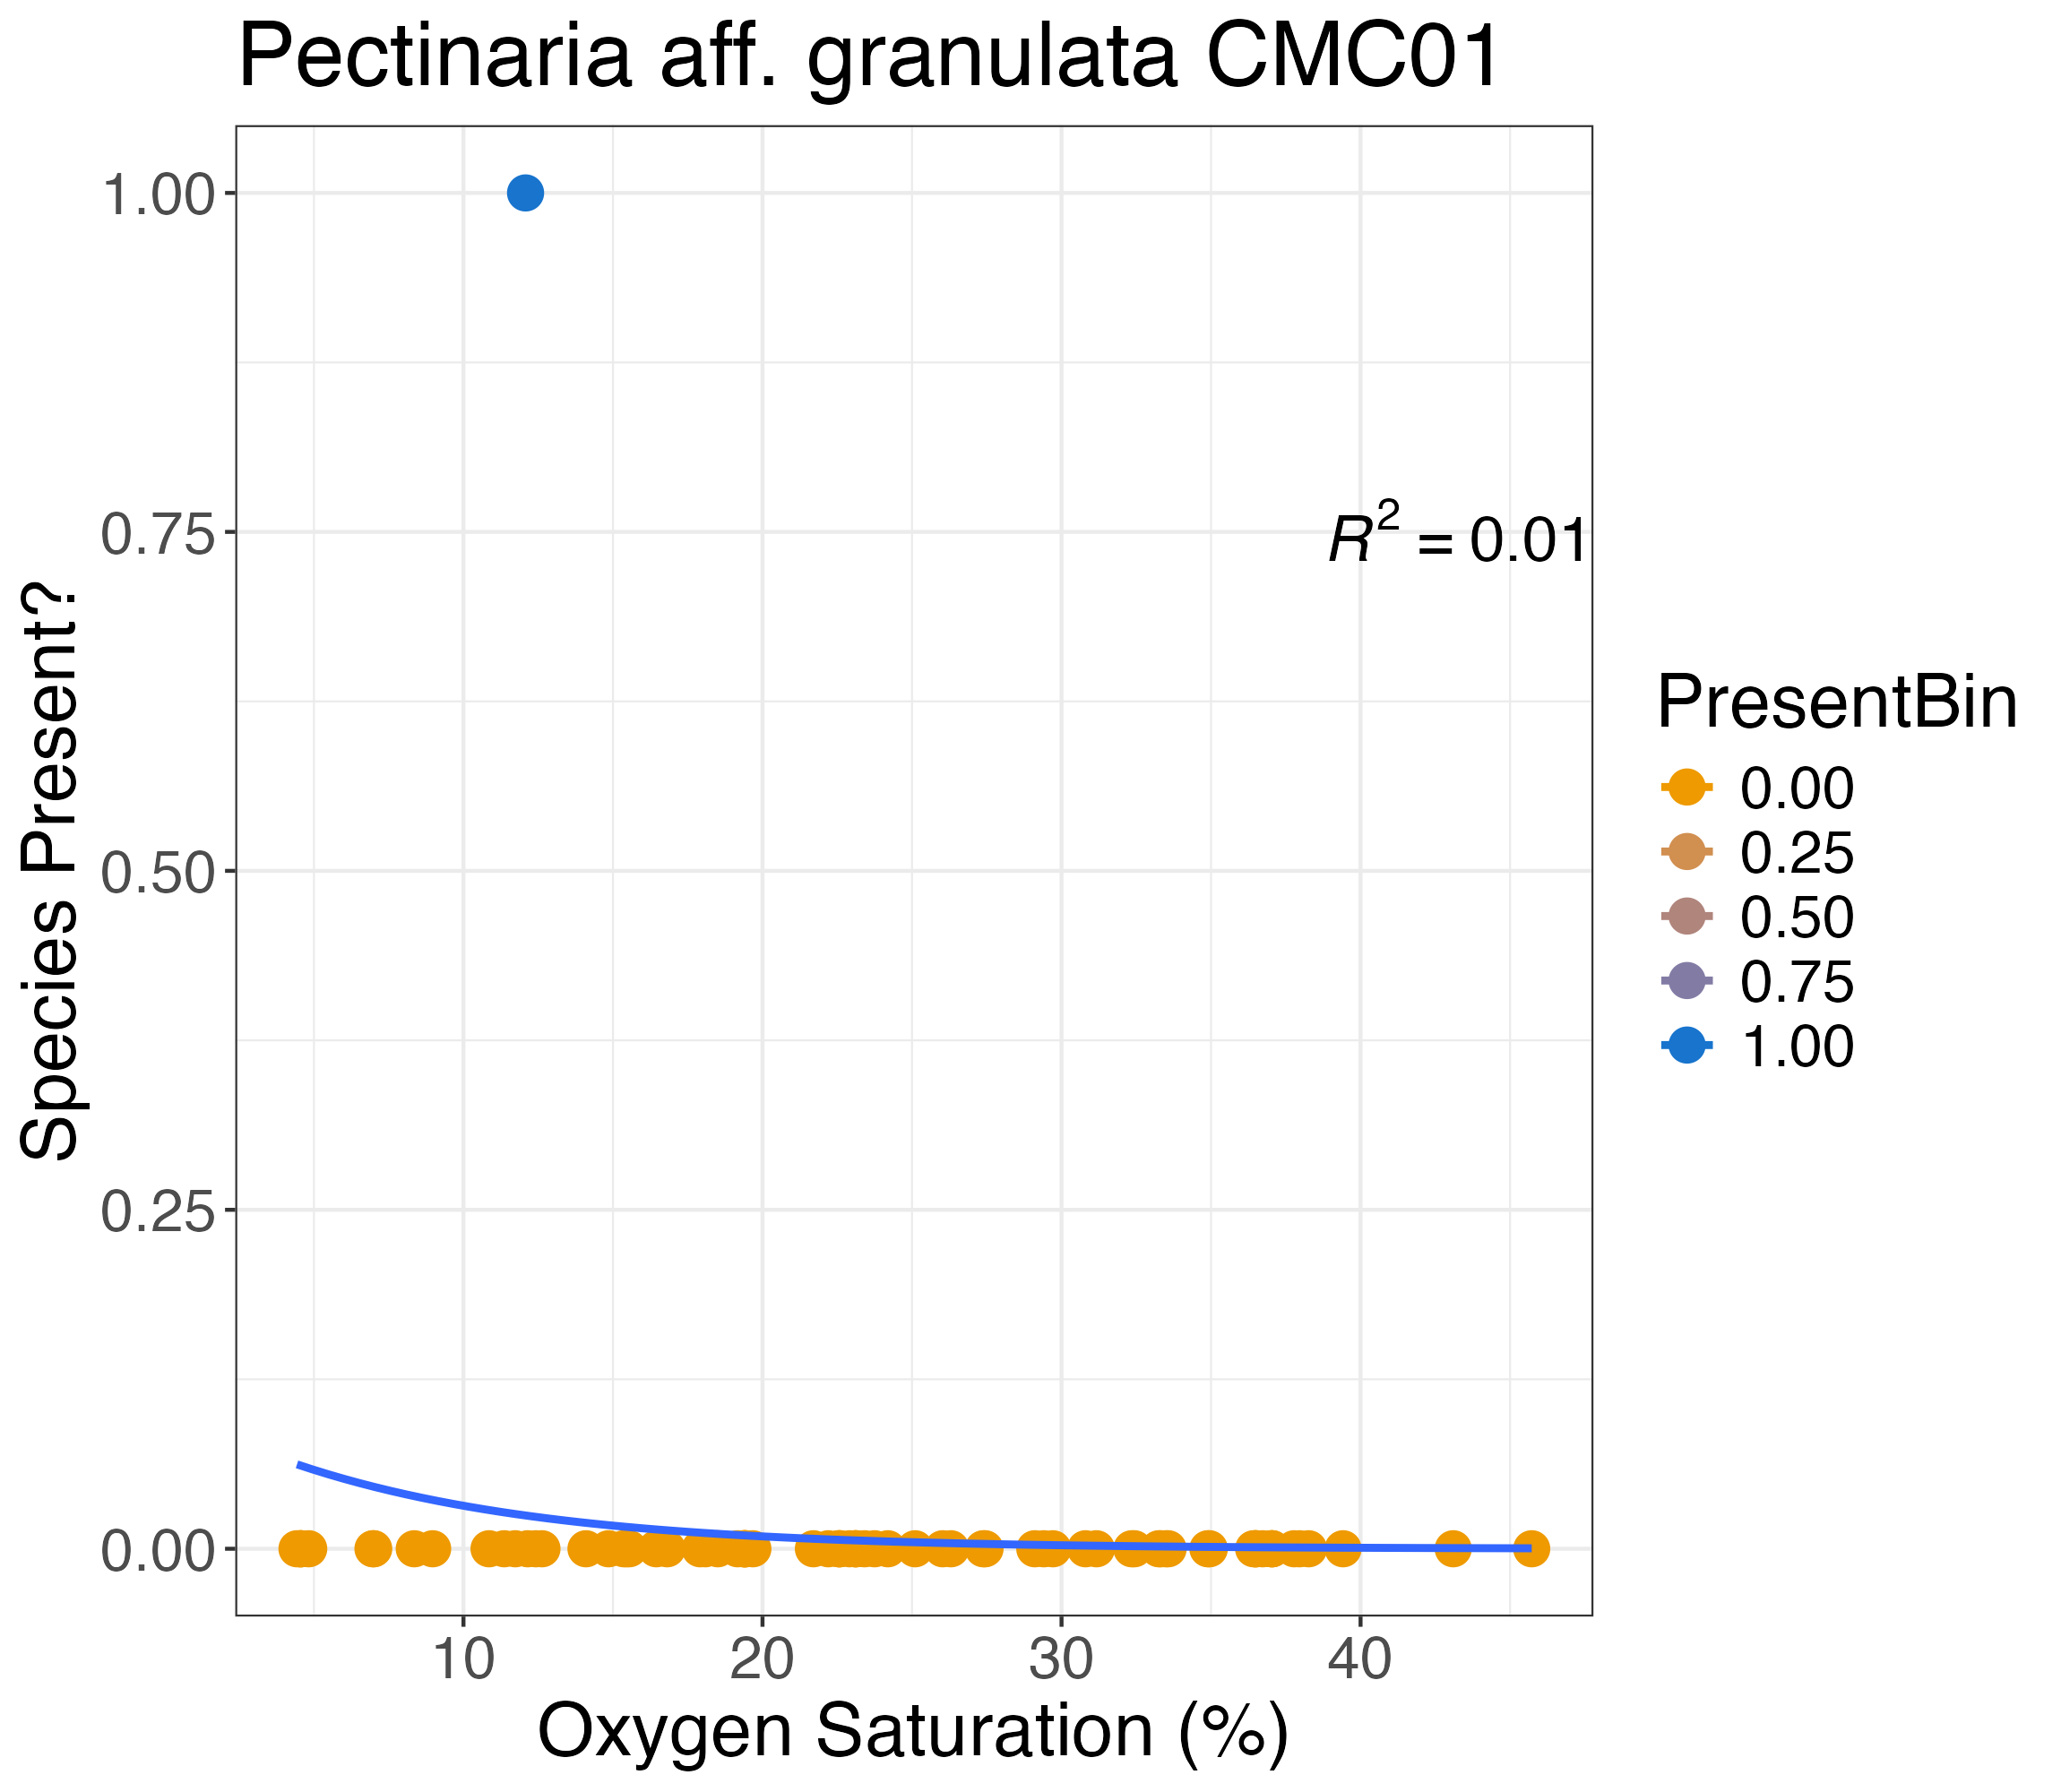 Pectinaria aff. granulata CMC01
1.00
0.75
0.50
0.25
0.00
Species Present?
R² = 0.01
10 20 30 40
Oxygen Saturation (%)
PresentBin
0.00
0.25
0.50
0.75
1.00